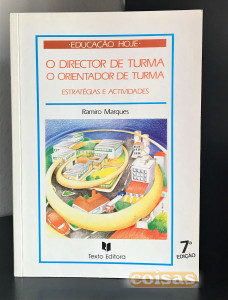 ·EDUCAÇÃO HOJE·
O DIRECTOR DE TURMA
O ORIENTADOR DE TURMA
ESTRATÉGIAS E ACTIVIDADES
Ramiro Marques
Texto Editora
7ª
EDIÇÃO
coisas